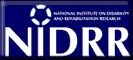 NATIONAL INSTITUTE ON DISABILITY
AND REHABILITATION RESEARCH
NIDRR